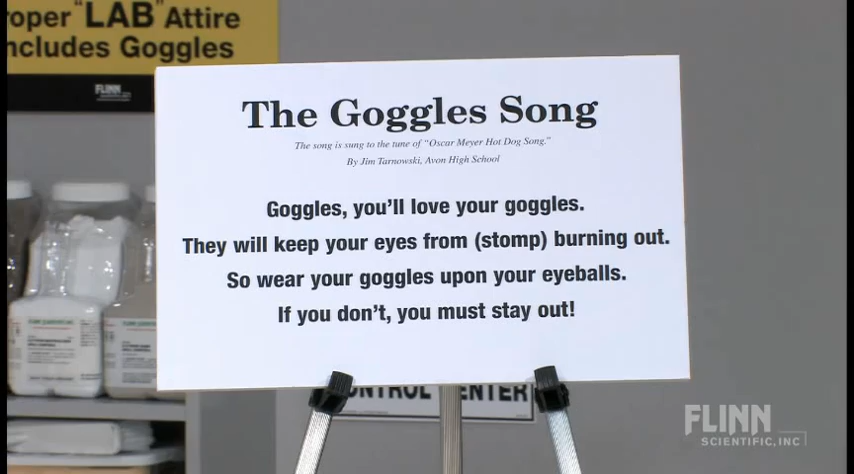 roper "LAB" Attire
ncludes Goggles
FLINN
The Goggles Song
The song is sung to the tune of "Oscar Meyer Hot Dog Song."
By Jim Tarnowski, Avon High School
Goggles, you'll love your goggles.
They will keep your eyes from (stomp) burning out.
So wear your goggles upon your eyeballs.
If you don't, you must stay out!
FLINN
SCIENTIFIC, INC